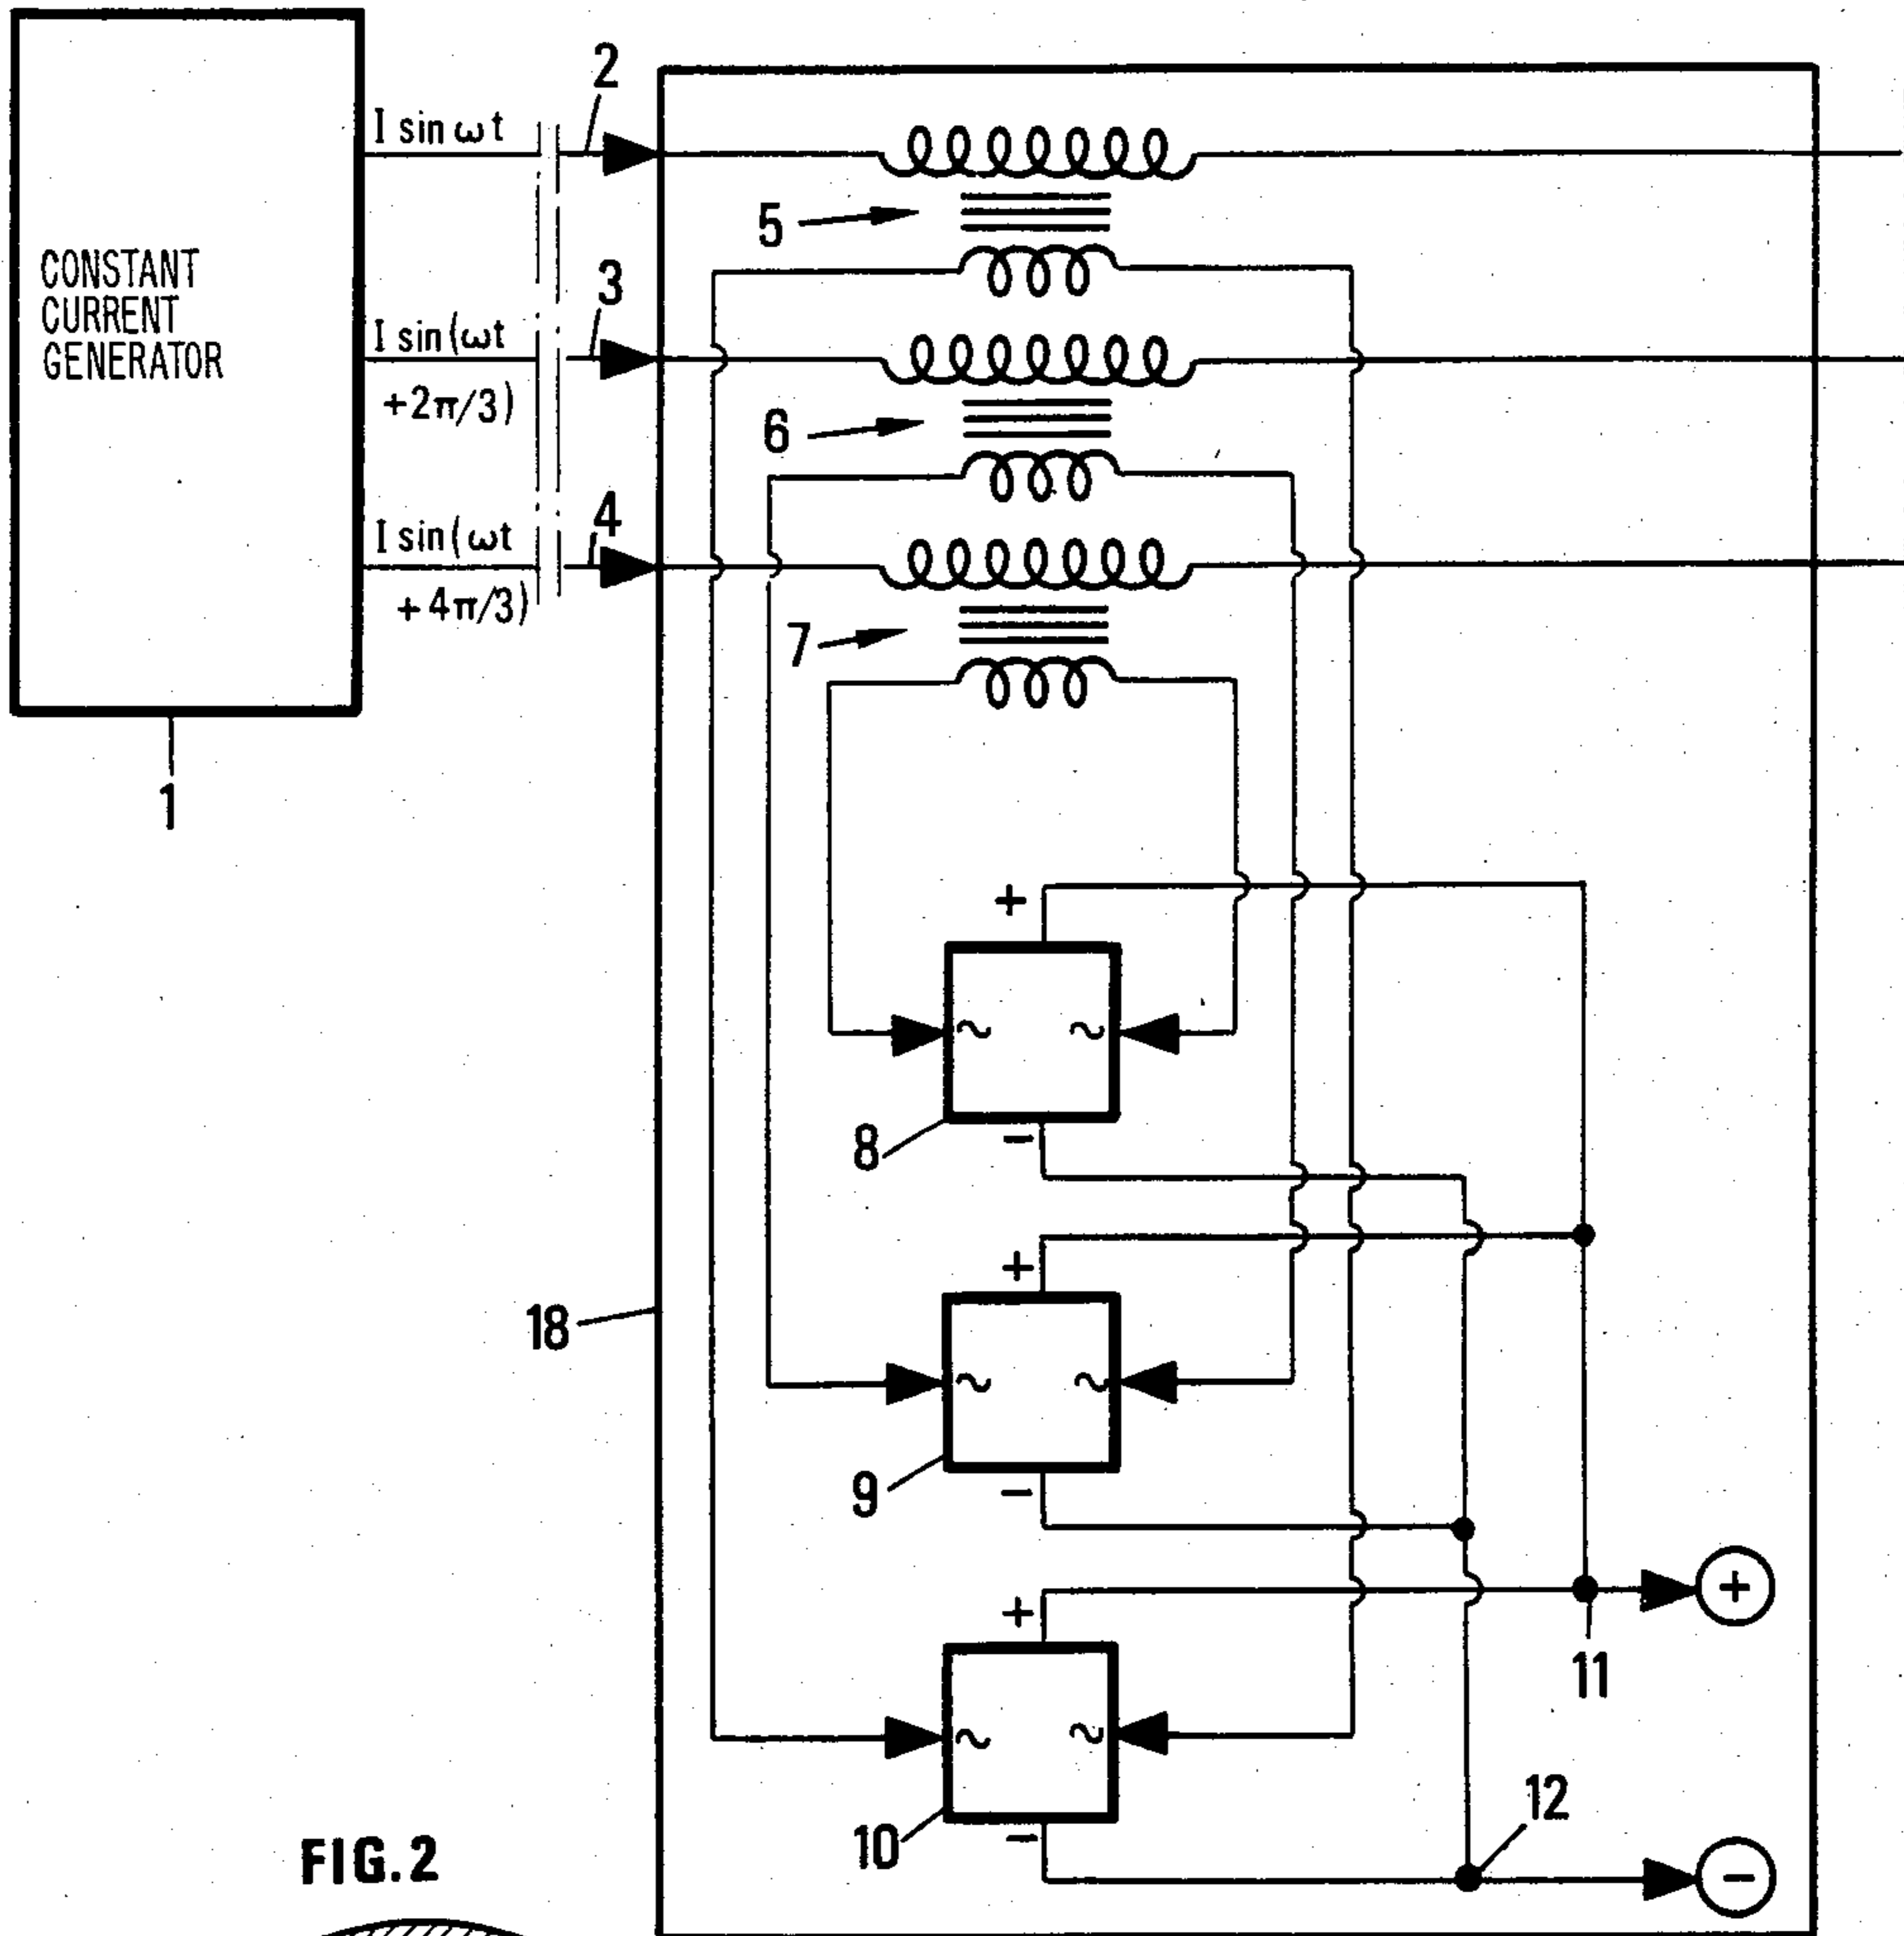 I sin ωt
2
CONSTANT
CURRENT
GENERATOR
I sin (ωt
+2π/3)
3
I sin (ωt
+4π/3)
4
5
6
7
1
+
~ ~
8
−
+
~ ~
18
9
−
+
+
11
~ ~
10
−
12
−
FIG.2